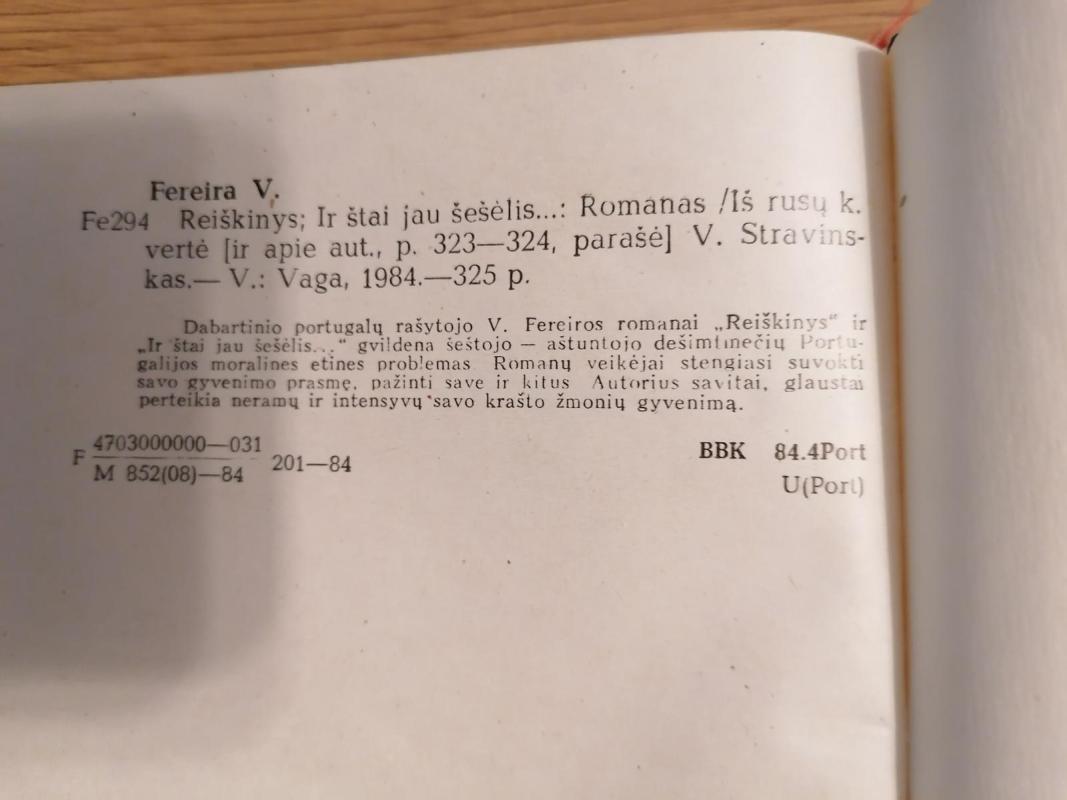 Fereira V.
Fe294 Reiškinys; Ir štai jau šešėlis...: Romanas /Iš rusų k.
vertė [ir apie aut., p. 323—324, parašė] V. Stravins-
kas.— V.: Vaga, 1984.—325 p.
Dabartinio portugalų rašytojo V. Fereiros romanai „Reiškinys“ ir
„Ir štai jau šešėlis...“ gvildena šeštojo — aštuntojo dešimtmečių Portu-
galijos moralines etines problemas. Romanų veikėjai stengiasi suvokti
savo gyvenimo prasmę, pažinti save ir kitus. Autorius savitai, glaustai
perteikia neramų ir intensyvų savo krašto žmonių gyvenimą.
F 4703000000—031
M 852(08)—84 201—84
BBK 84.4Port
U(Port)